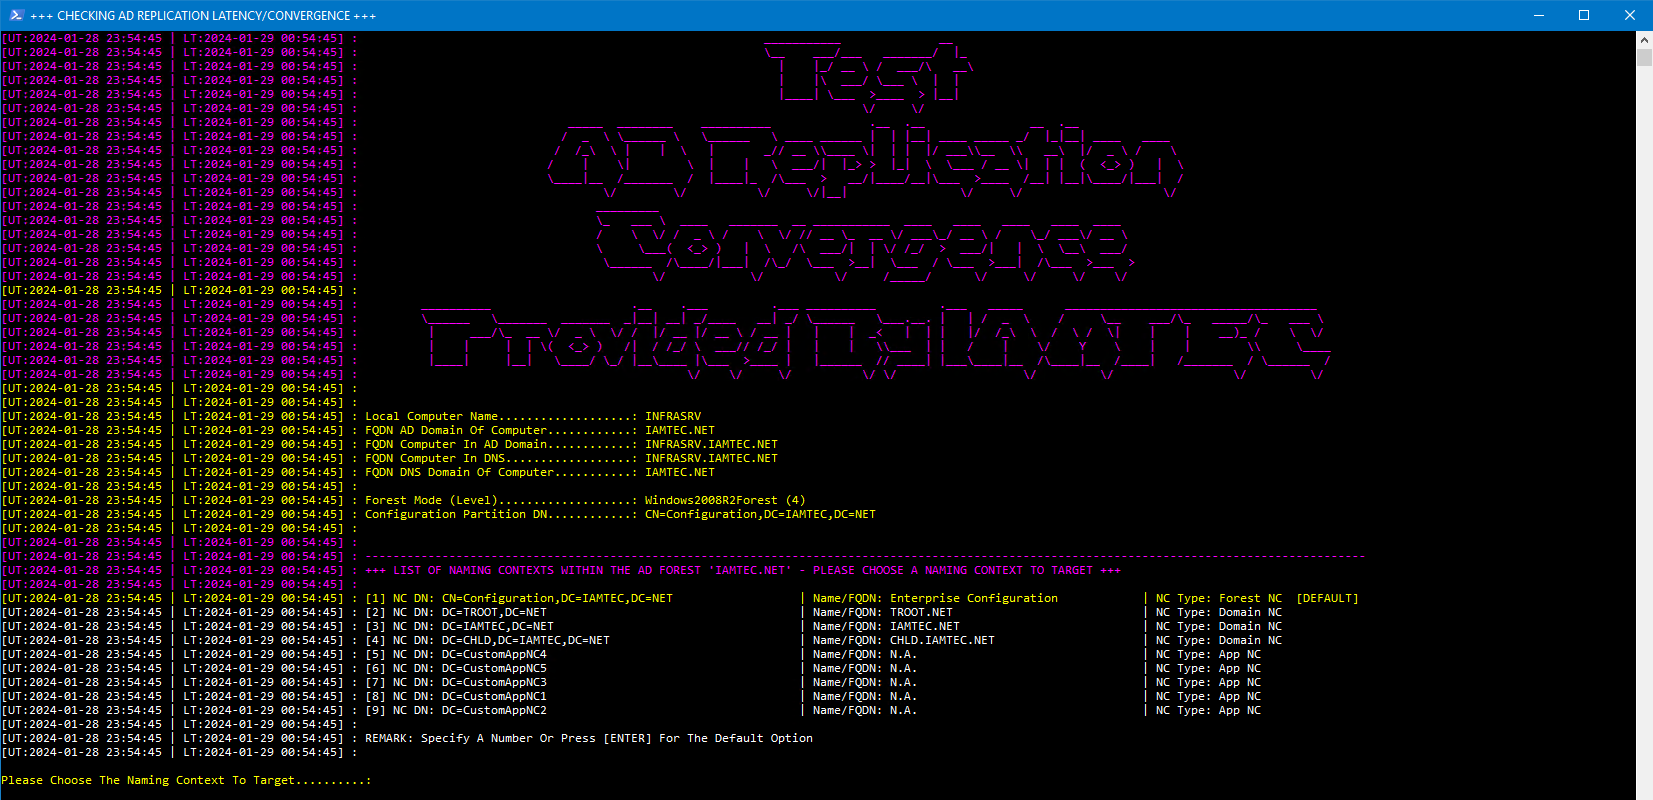 +++ CHECKING AD REPLICATION LATENCY/CONVERGENCE +++
[UT:2024-01-28 23:54:45 | LT:2024-01-29 00:54:45] :
[UT:2024-01-28 23:54:45 | LT:2024-01-29 00:54:45] :
[UT:2024-01-28 23:54:45 | LT:2024-01-29 00:54:45] : Test
[UT:2024-01-28 23:54:45 | LT:2024-01-29 00:54:45] :
[UT:2024-01-28 23:54:45 | LT:2024-01-29 00:54:45] :
[UT:2024-01-28 23:54:45 | LT:2024-01-29 00:54:45] :
[UT:2024-01-28 23:54:45 | LT:2024-01-29 00:54:45] :
[UT:2024-01-28 23:54:45 | LT:2024-01-29 00:54:45] :
[UT:2024-01-28 23:54:45 | LT:2024-01-29 00:54:45] : AD Replication
[UT:2024-01-28 23:54:45 | LT:2024-01-29 00:54:45] :
[UT:2024-01-28 23:54:45 | LT:2024-01-29 00:54:45] :
[UT:2024-01-28 23:54:45 | LT:2024-01-29 00:54:45] :
[UT:2024-01-28 23:54:45 | LT:2024-01-29 00:54:45] :
[UT:2024-01-28 23:54:45 | LT:2024-01-29 00:54:45] :
[UT:2024-01-28 23:54:45 | LT:2024-01-29 00:54:45] : Convergence
[UT:2024-01-28 23:54:45 | LT:2024-01-29 00:54:45] :
[UT:2024-01-28 23:54:45 | LT:2024-01-29 00:54:45] :
[UT:2024-01-28 23:54:45 | LT:2024-01-29 00:54:45] :
[UT:2024-01-28 23:54:45 | LT:2024-01-29 00:54:45] :
[UT:2024-01-28 23:54:45 | LT:2024-01-29 00:54:45] :
[UT:2024-01-28 23:54:45 | LT:2024-01-29 00:54:45] :
[UT:2024-01-28 23:54:45 | LT:2024-01-29 00:54:45] : Provided By IAMTEC
[UT:2024-01-28 23:54:45 | LT:2024-01-29 00:54:45] :
[UT:2024-01-28 23:54:45 | LT:2024-01-29 00:54:45] :
[UT:2024-01-28 23:54:45 | LT:2024-01-29 00:54:45] :
[UT:2024-01-28 23:54:45 | LT:2024-01-29 00:54:45] :
[UT:2024-01-28 23:54:45 | LT:2024-01-29 00:54:45] :
[UT:2024-01-28 23:54:45 | LT:2024-01-29 00:54:45] : Local Computer Name...................: INFRASRV
[UT:2024-01-28 23:54:45 | LT:2024-01-29 00:54:45] : FQDN AD Domain Of Computer............: IAMTEC.NET
[UT:2024-01-28 23:54:45 | LT:2024-01-29 00:54:45] : FQDN Computer In AD Domain............: INFRASRV.IAMTEC.NET
[UT:2024-01-28 23:54:45 | LT:2024-01-29 00:54:45] : FQDN Computer In DNS..................: INFRASRV.IAMTEC.NET
[UT:2024-01-28 23:54:45 | LT:2024-01-29 00:54:45] : FQDN DNS Domain Of Computer...........: IAMTEC.NET
[UT:2024-01-28 23:54:45 | LT:2024-01-29 00:54:45] :
[UT:2024-01-28 23:54:45 | LT:2024-01-29 00:54:45] : Forest Mode (Level)...................: Windows2008R2Forest (4)
[UT:2024-01-28 23:54:45 | LT:2024-01-29 00:54:45] : Configuration Partition DN............: CN=Configuration,DC=IAMTEC,DC=NET
[UT:2024-01-28 23:54:45 | LT:2024-01-29 00:54:45] :
[UT:2024-01-28 23:54:45 | LT:2024-01-29 00:54:45] :
[UT:2024-01-28 23:54:45 | LT:2024-01-29 00:54:45] : -----------------------------------------------------------------------------------------------------------------------------------------------
[UT:2024-01-28 23:54:45 | LT:2024-01-29 00:54:45] : +++ LIST OF NAMING CONTEXTS WITHIN THE AD FOREST 'IAMTEC.NET' - PLEASE CHOOSE A NAMING CONTEXT TO TARGET +++
[UT:2024-01-28 23:54:45 | LT:2024-01-29 00:54:45] :
[UT:2024-01-28 23:54:45 | LT:2024-01-29 00:54:45] : [1] NC DN: CN=Configuration,DC=IAMTEC,DC=NET | Name/FQDN: Enterprise Configuration | NC Type: Forest NC [DEFAULT]
[UT:2024-01-28 23:54:45 | LT:2024-01-29 00:54:45] : [2] NC DN: DC=TROOT,DC=NET | Name/FQDN: TROOT.NET | NC Type: Domain NC
[UT:2024-01-28 23:54:45 | LT:2024-01-29 00:54:45] : [3] NC DN: DC=IAMTEC,DC=NET | Name/FQDN: IAMTEC.NET | NC Type: Domain NC
[UT:2024-01-28 23:54:45 | LT:2024-01-29 00:54:45] : [4] NC DN: DC=CHLD,DC=IAMTEC,DC=NET | Name/FQDN: CHLD.IAMTEC.NET | NC Type: Domain NC
[UT:2024-01-28 23:54:45 | LT:2024-01-29 00:54:45] : [5] NC DN: DC=CustomAppNC4 | Name/FQDN: N.A. | NC Type: App NC
[UT:2024-01-28 23:54:45 | LT:2024-01-29 00:54:45] : [6] NC DN: DC=CustomAppNC5 | Name/FQDN: N.A. | NC Type: App NC
[UT:2024-01-28 23:54:45 | LT:2024-01-29 00:54:45] : [7] NC DN: DC=CustomAppNC3 | Name/FQDN: N.A. | NC Type: App NC
[UT:2024-01-28 23:54:45 | LT:2024-01-29 00:54:45] : [8] NC DN: DC=CustomAppNC1 | Name/FQDN: N.A. | NC Type: App NC
[UT:2024-01-28 23:54:45 | LT:2024-01-29 00:54:45] : [9] NC DN: DC=CustomAppNC2 | Name/FQDN: N.A. | NC Type: App NC
[UT:2024-01-28 23:54:45 | LT:2024-01-29 00:54:45] :
[UT:2024-01-28 23:54:45 | LT:2024-01-29 00:54:45] : REMARK: Specify A Number Or Press [ENTER] For The Default Option
[UT:2024-01-28 23:54:45 | LT:2024-01-29 00:54:45] :
Please Choose The Naming Context To Target..........: